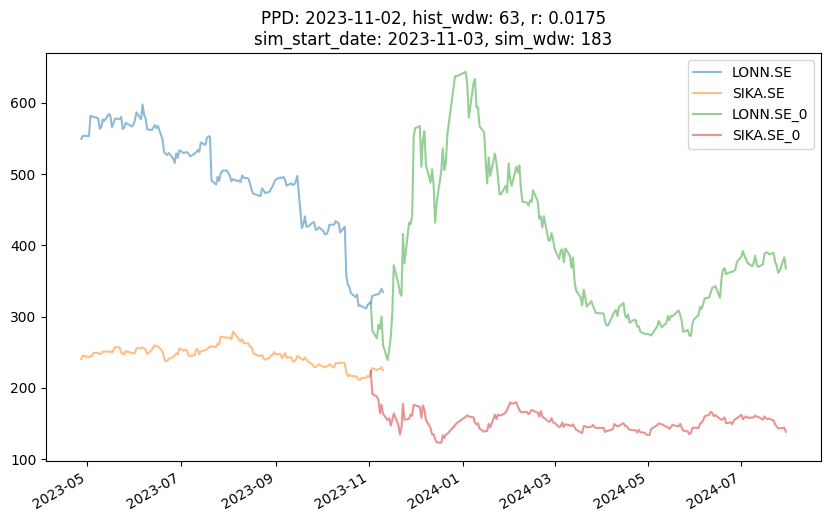 PPD: 2023-11-02, hist_wdw: 63, r: 0.0175
sim_start_date: 2023-11-03, sim_wdw: 183
LONN.SE
SIKA.SE
LONN.SE_0
SIKA.SE_0
600
500
400
300
200
100
2023-05
2023-07
2023-09
2023-11
2024-01
2024-03
2024-05
2024-07